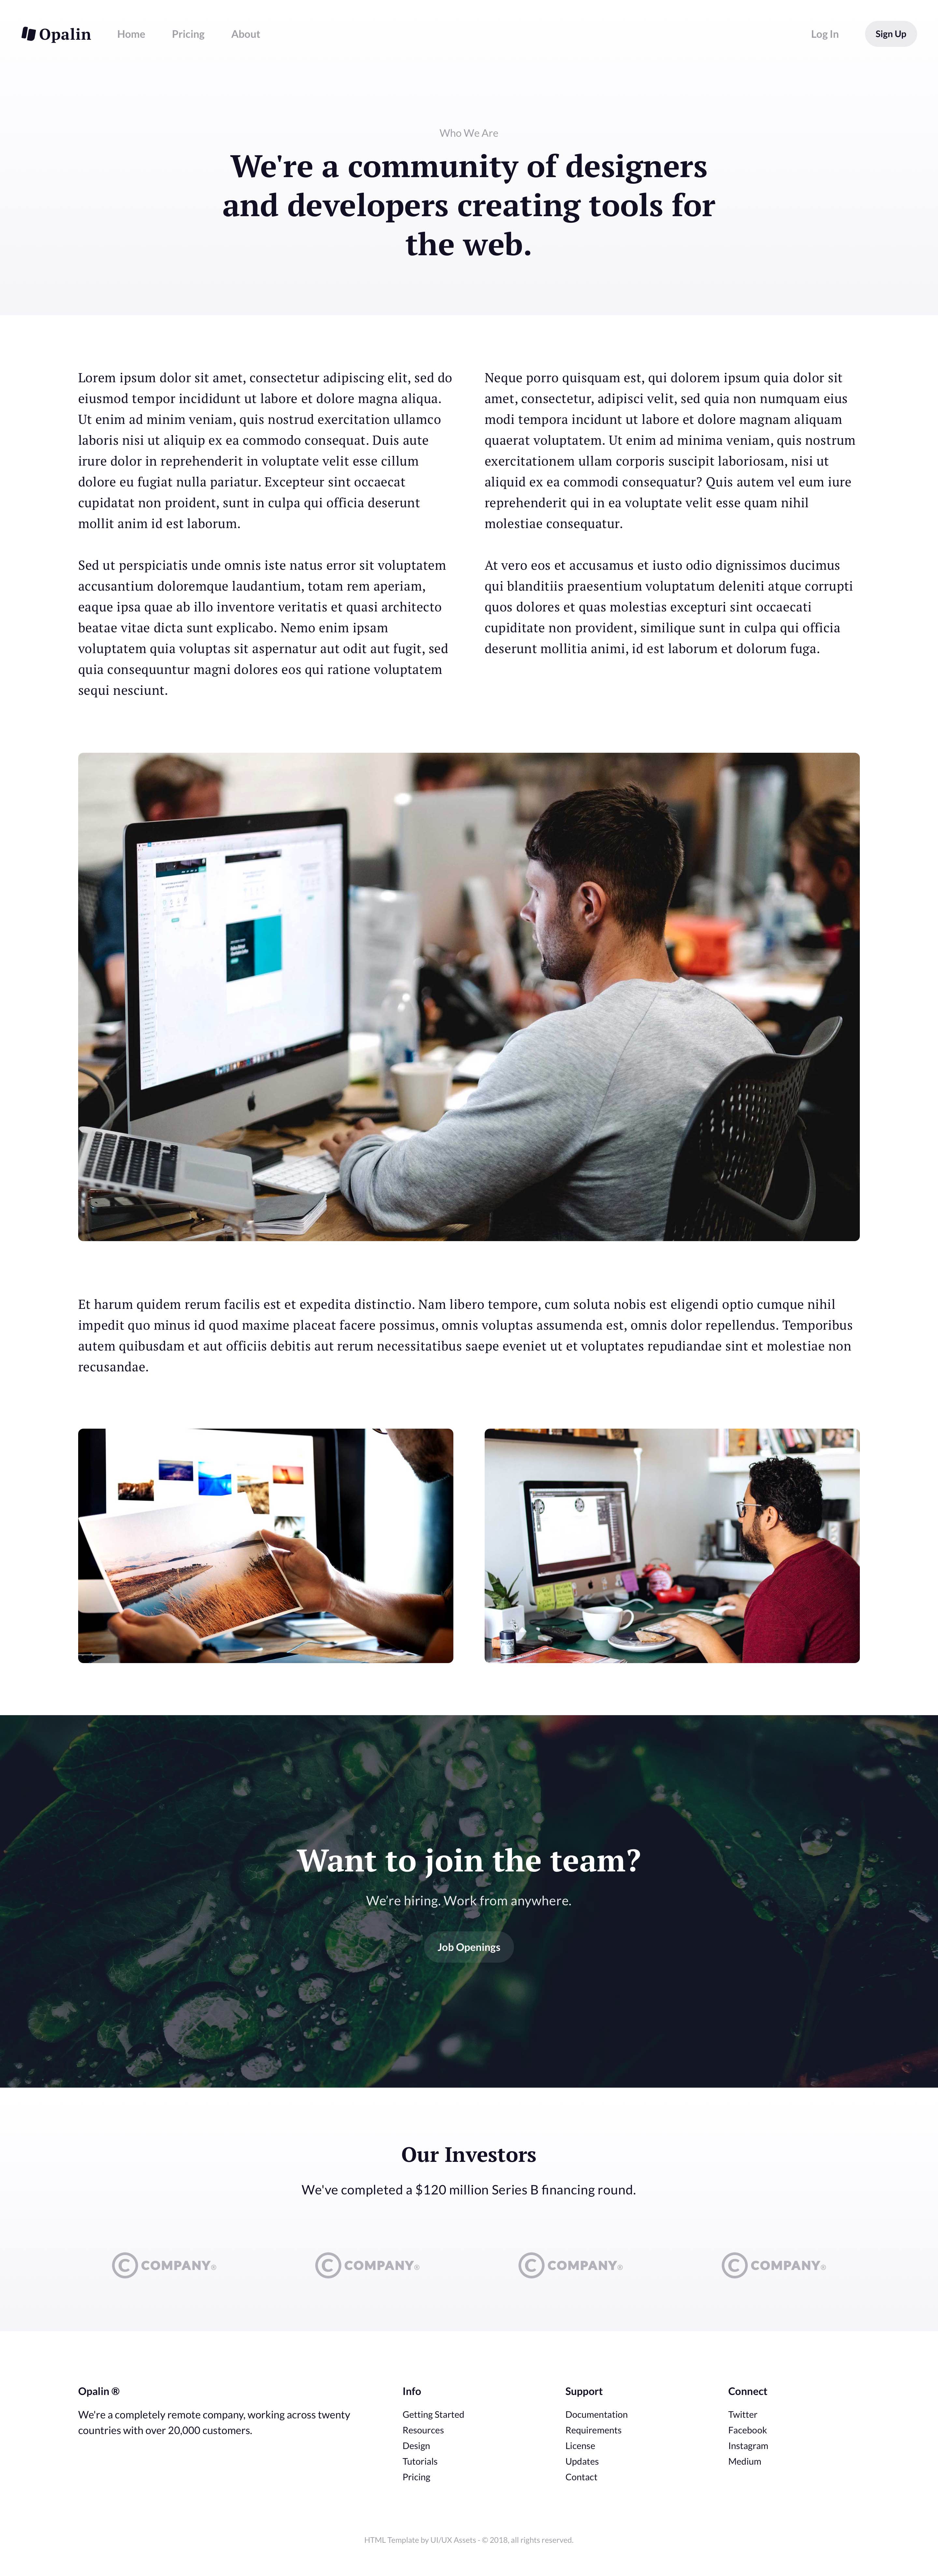 Opalin
Home
Pricing
About
Log In
Sign Up
Who We Are
We're a community of designers
and developers creating tools for
the web.
Lorem ipsum dolor sit amet, consectetur adipiscing elit, sed do
eiusmod tempor incididunt ut labore et dolore magna aliqua.
Ut enim ad minim veniam, quis nostrud exercitation ullamco
laboris nisi ut aliquip ex ea commodo consequat. Duis aute
irure dolor in reprehenderit in voluptate velit esse cillum
dolore eu fugiat nulla pariatur. Excepteur sint occaecat
cupidatat non proident, sunt in culpa qui officia deserunt
mollit anim id est laborum.
Sed ut perspiciatis unde omnis iste natus error sit voluptatem
accusantium doloremque laudantium, totam rem aperiam,
eaque ipsa quae ab illo inventore veritatis et quasi architecto
beatae vitae dicta sunt explicabo. Nemo enim ipsam
voluptatem quia voluptas sit aspernatur aut odit aut fugit, sed
quia consequuntur magni dolores eos qui ratione voluptatem
sequi nesciunt.
Neque porro quisquam est, qui dolorem ipsum quia dolor sit
amet, consectetur, adipisci velit, sed quia non numquam eius
modi tempora incidunt ut labore et dolore magnam aliquam
quaerat voluptatem. Ut enim ad minima veniam, quis nostrum
exercitationem ullam corporis suscipit laboriosam, nisi ut
aliquid ex ea commodi consequatur? Quis autem vel eum iure
reprehenderit qui in ea voluptate velit esse quam nihil
molestiae consequatur.
At vero eos et accusamus et iusto odio dignissimos ducimus
qui blanditiis praesentium voluptatum deleniti atque corrupti
quos dolores et quas molestias excepturi sint occaecati
cupiditate non provident, similique sunt in culpa qui officia
deserunt mollitia animi, id est laborum et dolorum fuga.
Et harum quidem rerum facilis est et expedita distinctio. Nam libero tempore, cum soluta nobis est eligendi optio cumque nihil
impedit quo minus id quod maxime placeat facere possimus, omnis voluptas assumenda est, omnis dolor repellendus. Temporibus
autem quibusdam et aut officiis debitis aut rerum necessitatibus saepe eveniet ut et voluptates repudiandae sint et molestiae non
recusandae.
Want to join the team?
We're hiring. Work from anywhere.
Job Openings
Our Investors
We've completed a $120 million Series B financing round.
© COMPANY®
© COMPANY®
© COMPANY®
© COMPANY®
Opalin ®
We're a completely remote company, working across twenty
countries with over 20,000 customers.
Info
Getting Started
Resources
Design
Tutorials
Pricing
Support
Documentation
Requirements
License
Updates
Contact
Connect
Twitter
Facebook
Instagram
Medium
HTML Template by UI/UX Assets - © 2018, all rights reserved.